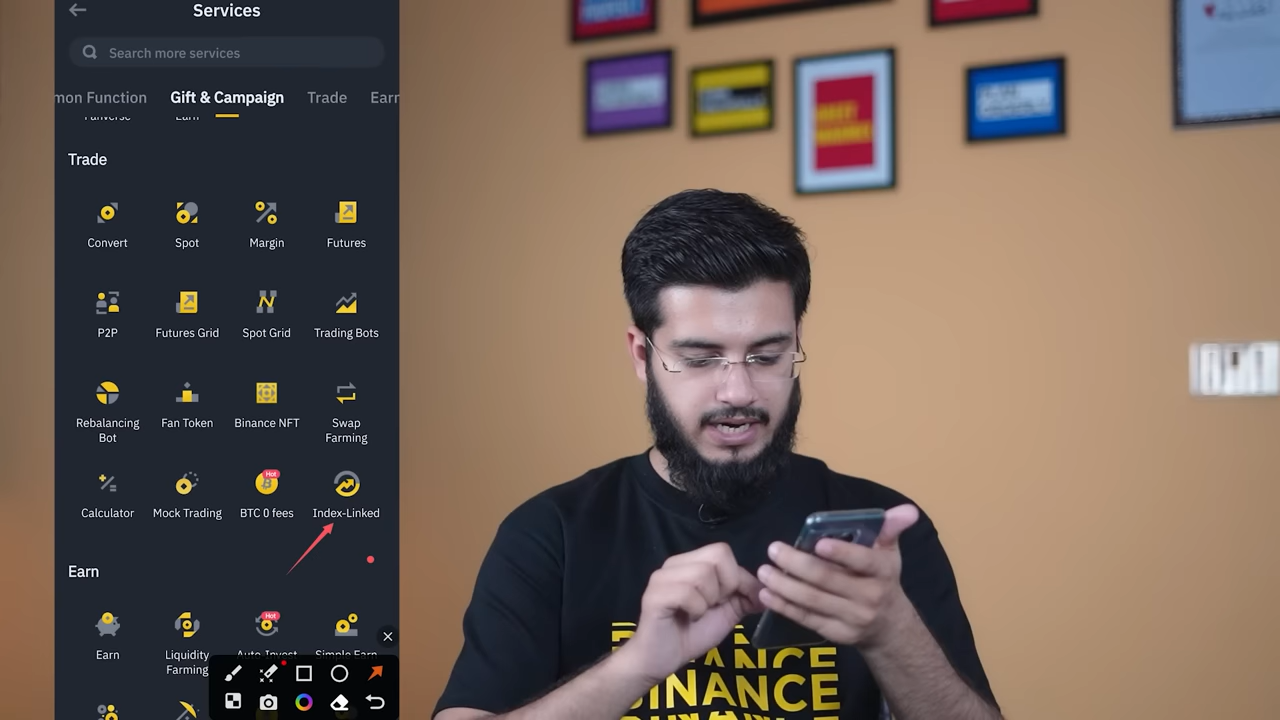 Services
Search more services
mon Function
Gift & Campaign
Trade
Earn
Trade
Convert
Spot
Margin
Futures
P2P
Futures Grid
Spot Grid
Trading Bots
Rebalancing
Bot
Fan Token
Binance NFT
Swap
Farming
Calculator
Mock Trading
Hot
BTC 0 fees
Index-Linked
Earn
Earn
Liquidity
Farming
Hot
Auto-Invest
Simple Earn
BINANCE